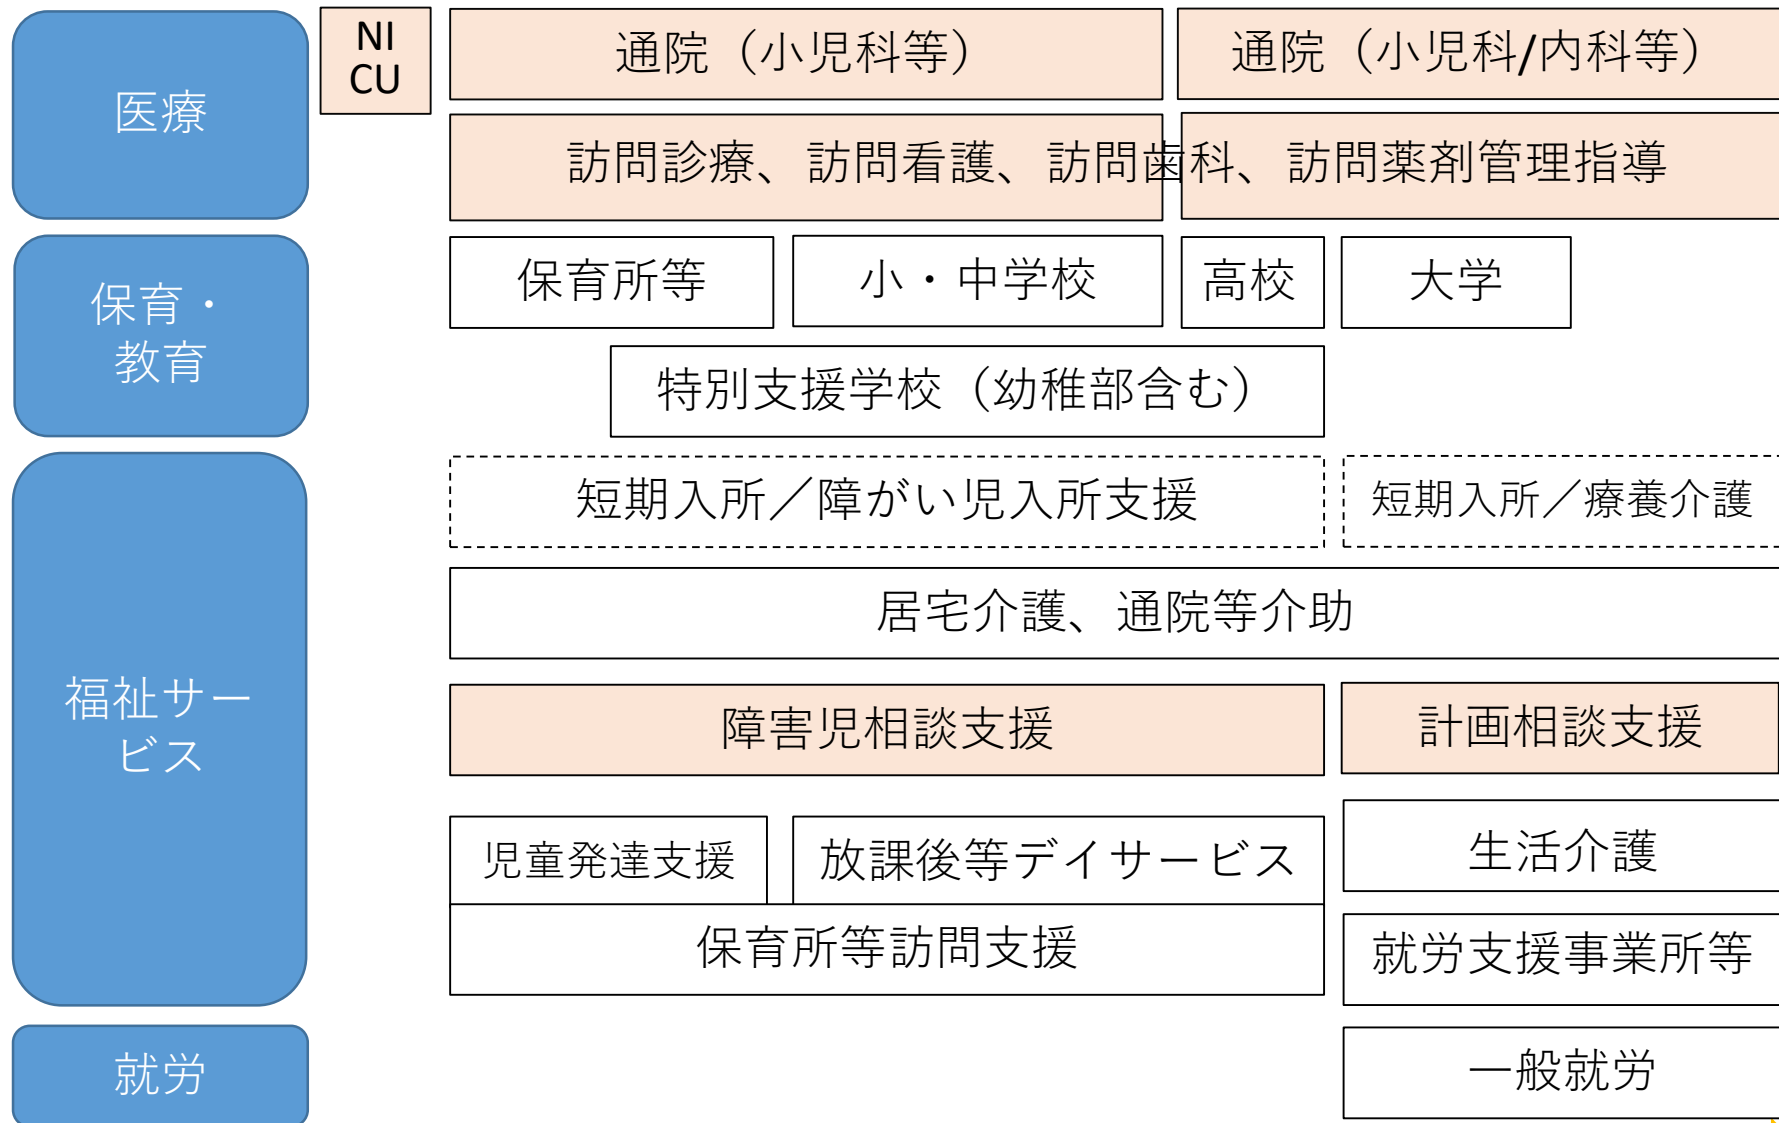 医療
NI
CU
通院（小児科等）
通院（小児科/内科等）
訪問診療、訪問看護、訪問歯科、訪問薬剤管理指導
保育・
教育
保育所等
小・中学校
高校
大学
特別支援学校（幼稚部含む）
福祉サー
ビス
短期入所／障がい児入所支援
短期入所／療養介護
居宅介護、通院等介助
障害児相談支援
計画相談支援
児童発達支援
放課後等デイサービス
生活介護
保育所等訪問支援
就労支援事業所等
就労
一般就労